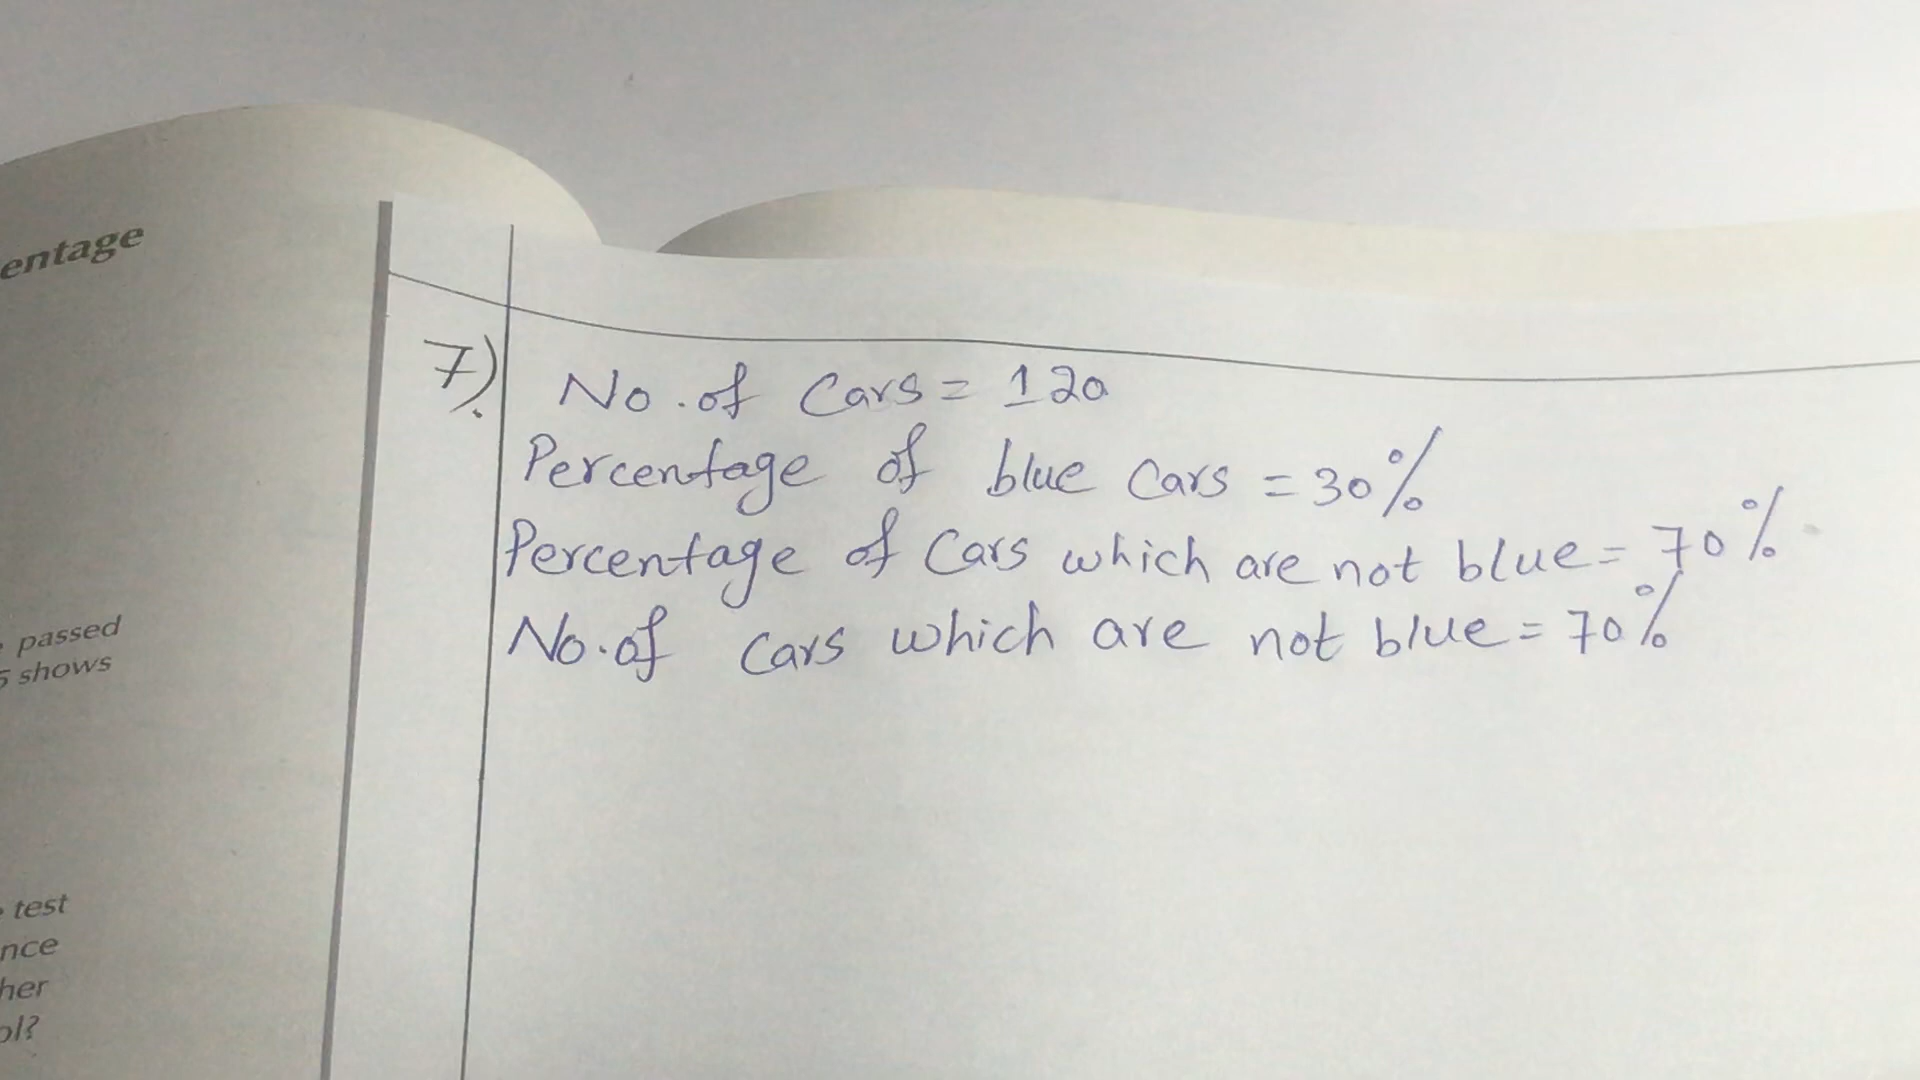 entage
passed
5 shows
test
nce
her
ol?
7).
No. of Cars = 120
Percentage of blue Cars = 30%
Percentage of Cars which are not blue = 70%
No. of Cars which are not blue = 70%